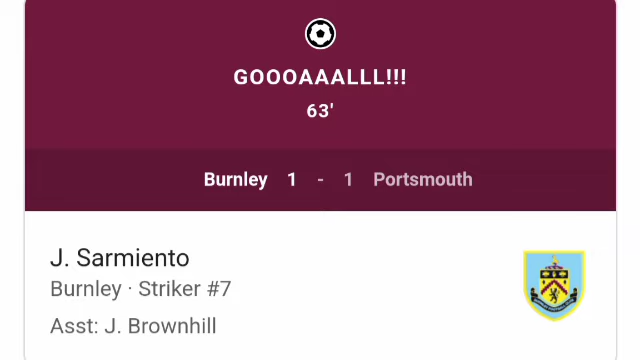 GOOOAAALLL!!!
63'
Burnley 1 - 1 Portsmouth
J. Sarmiento
Burnley · Striker #7
Asst: J. Brownhill